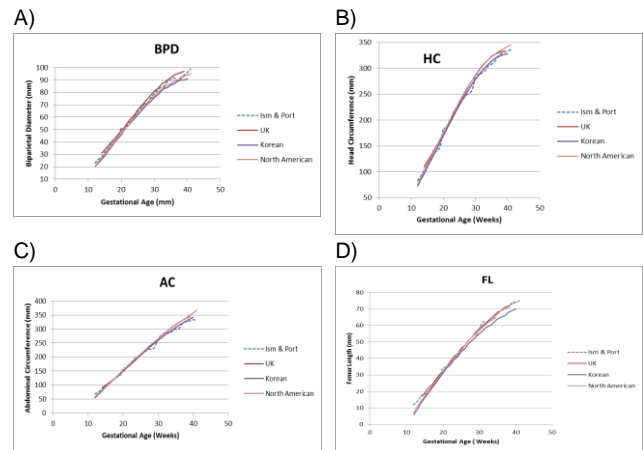 A)
BPD
Biparietal Diameter (mm)
100
90
80
70
60
50
40
30
20
10
0 10 20 30 40 50
Gestational Age (mm)
Ism & Port
UK
Korean
North American
B)
HC
Head Circumference (mm)
350
300
250
200
150
100
50
0 10 20 30 40 50
Gestational Age (Weeks)
Ism & Port
UK
Korean
North American
C)
AC
Abdominal Circumference (mm)
400
350
300
250
200
150
100
50
0
0 10 20 30 40 50
Gestational Age (Weeks)
Ism & Port
UK
Korean
North American
D)
FL
Femur Length (mm)
80
70
60
50
40
30
20
10
0
0 10 20 30 40 50
Gestational Age ( Weeks)
Ism & Port
UK
Korean
North American